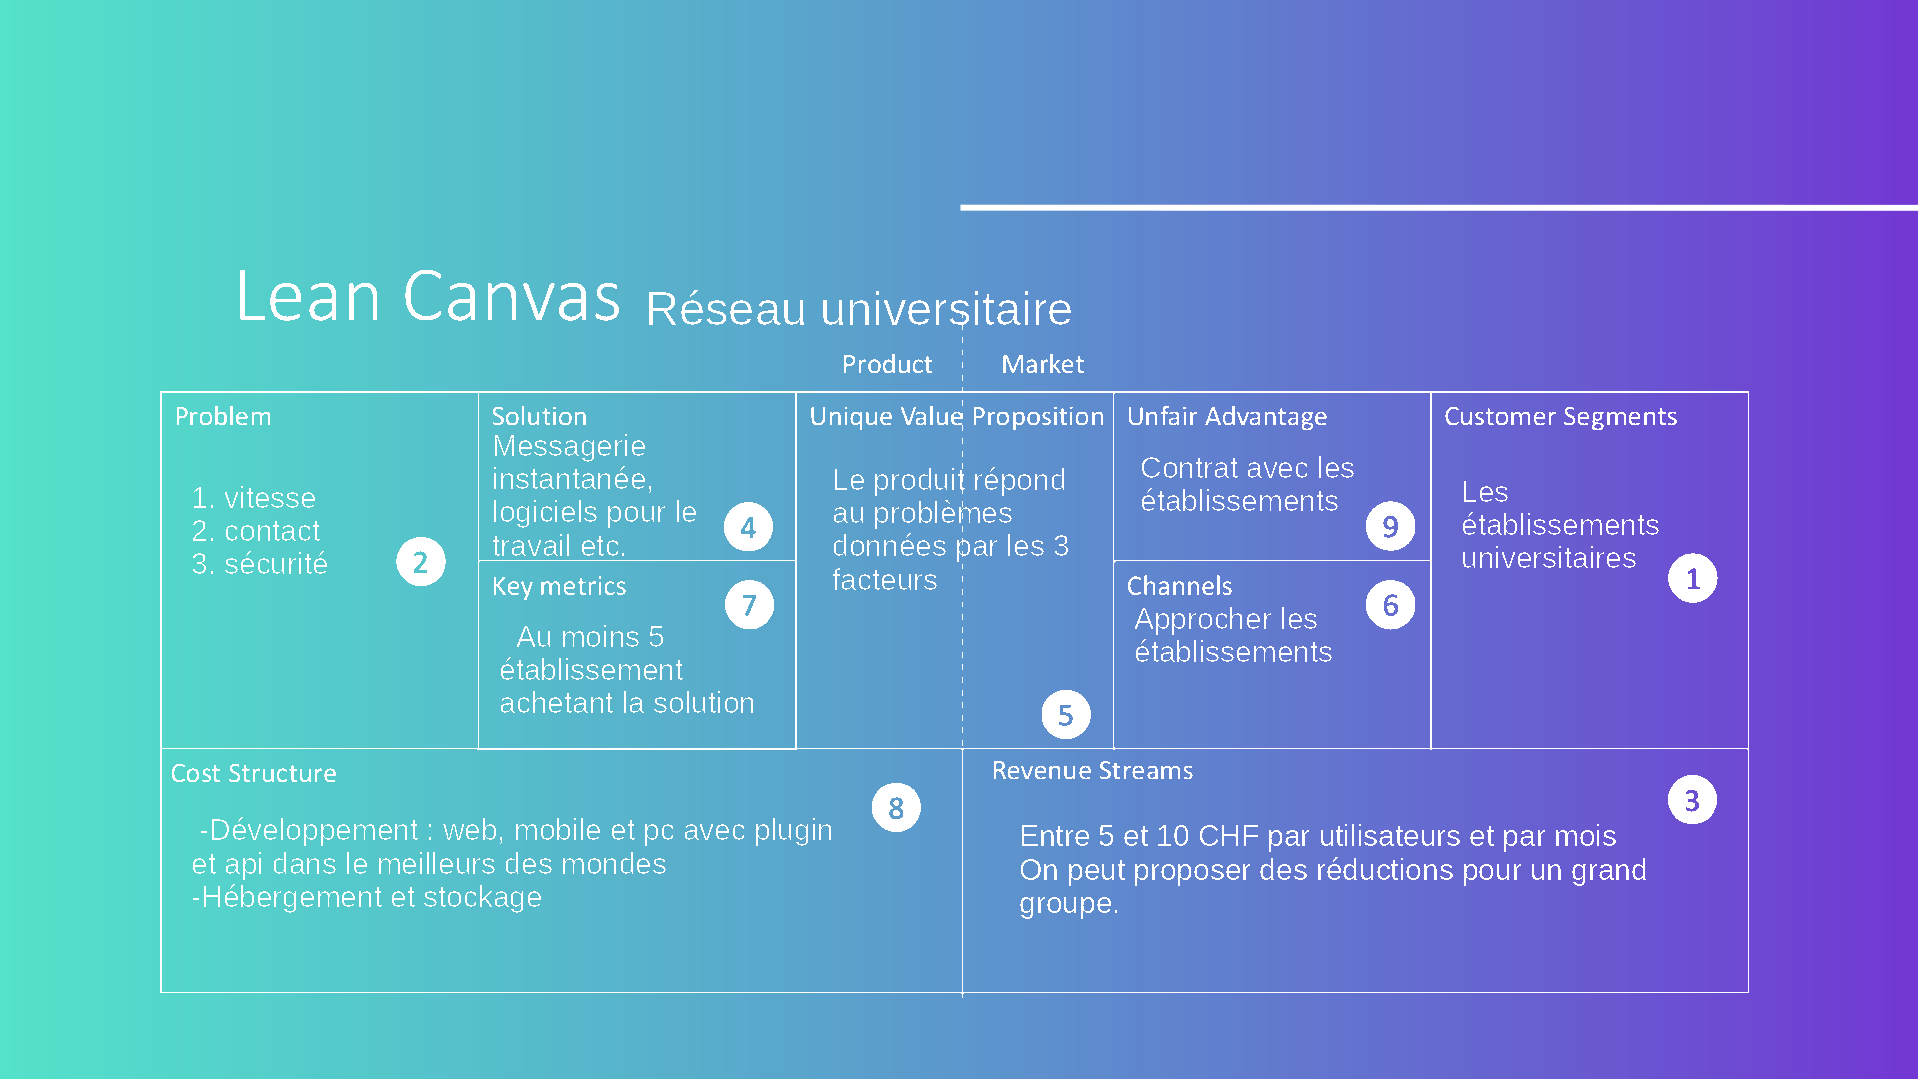 Lean Canvas Réseau universitaire
Product Market
Problem
1. vitesse
2. contact
3. sécurité
2
Solution
Messagerie
instantanée,
logiciels pour le
travail etc.
4
Key metrics
7
Au moins 5
établissement
achetant la solution
Unique Value Proposition
Le produit répond
au problèmes
données par les 3
facteurs
5
Unfair Advantage
Contrat avec les
établissements
9
Channels
6
Approcher les
établissements
Customer Segments
Les
établissements
universitaires
1
Cost Structure
8
-Développement : web, mobile et pc avec plugin
et api dans le meilleurs des mondes
-Hébergement et stockage
Revenue Streams
3
Entre 5 et 10 CHF par utilisateurs et par mois
On peut proposer des réductions pour un grand
groupe.